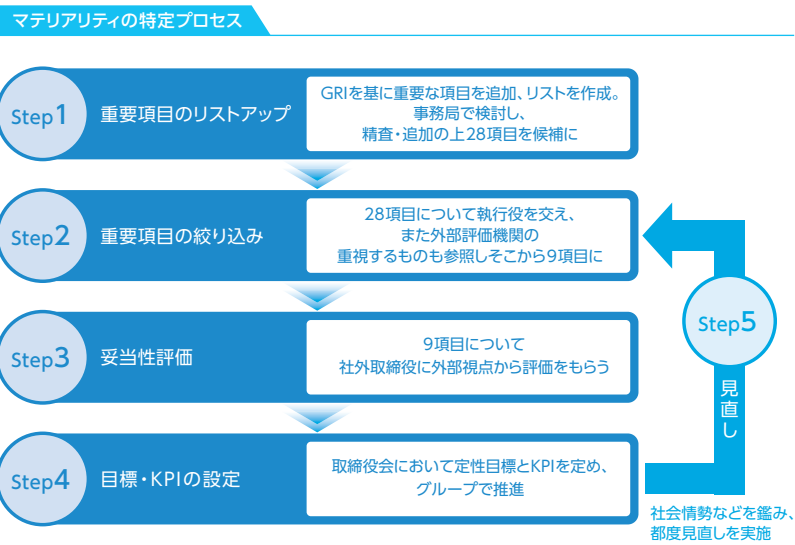 マテリアリティの特定プロセス
Step1
重要項目のリストアップ
GRIを基に重要な項目を追加、リストを作成。
事務局で検討し、
精査・追加の上28項目を候補に
Step2
重要項目の絞り込み
28項目について執行役を交え、
また外部評価機関の
重視するものも参照しそこから9項目に
Step3
妥当性評価
9項目について
社外取締役に外部視点から評価をもらう
Step4
目標・KPIの設定
取締役会において定性目標とKPIを定め、
グループで推進
Step5
見直し
社会情勢などを鑑み、
都度見直しを実施